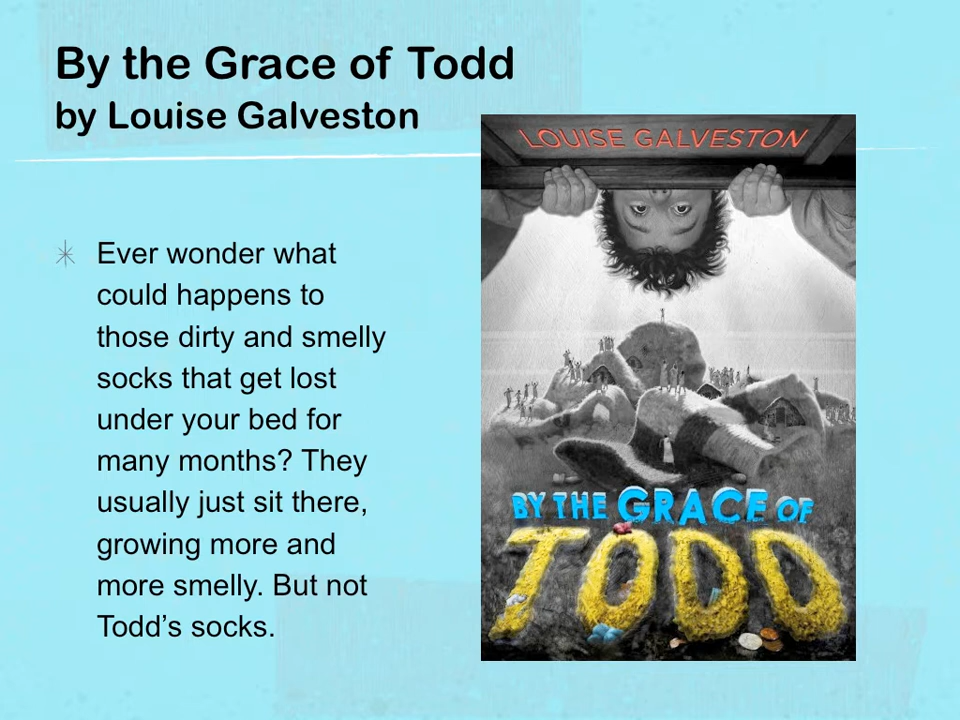 By the Grace of Todd
by Louise Galveston
Ever wonder what
could happens to
those dirty and smelly
socks that get lost
under your bed for
many months? They
usually just sit there,
growing more and
more smelly. But not
Todd’s socks.
LOUISE GALVESTON
BY THE GRACE OF
TODD